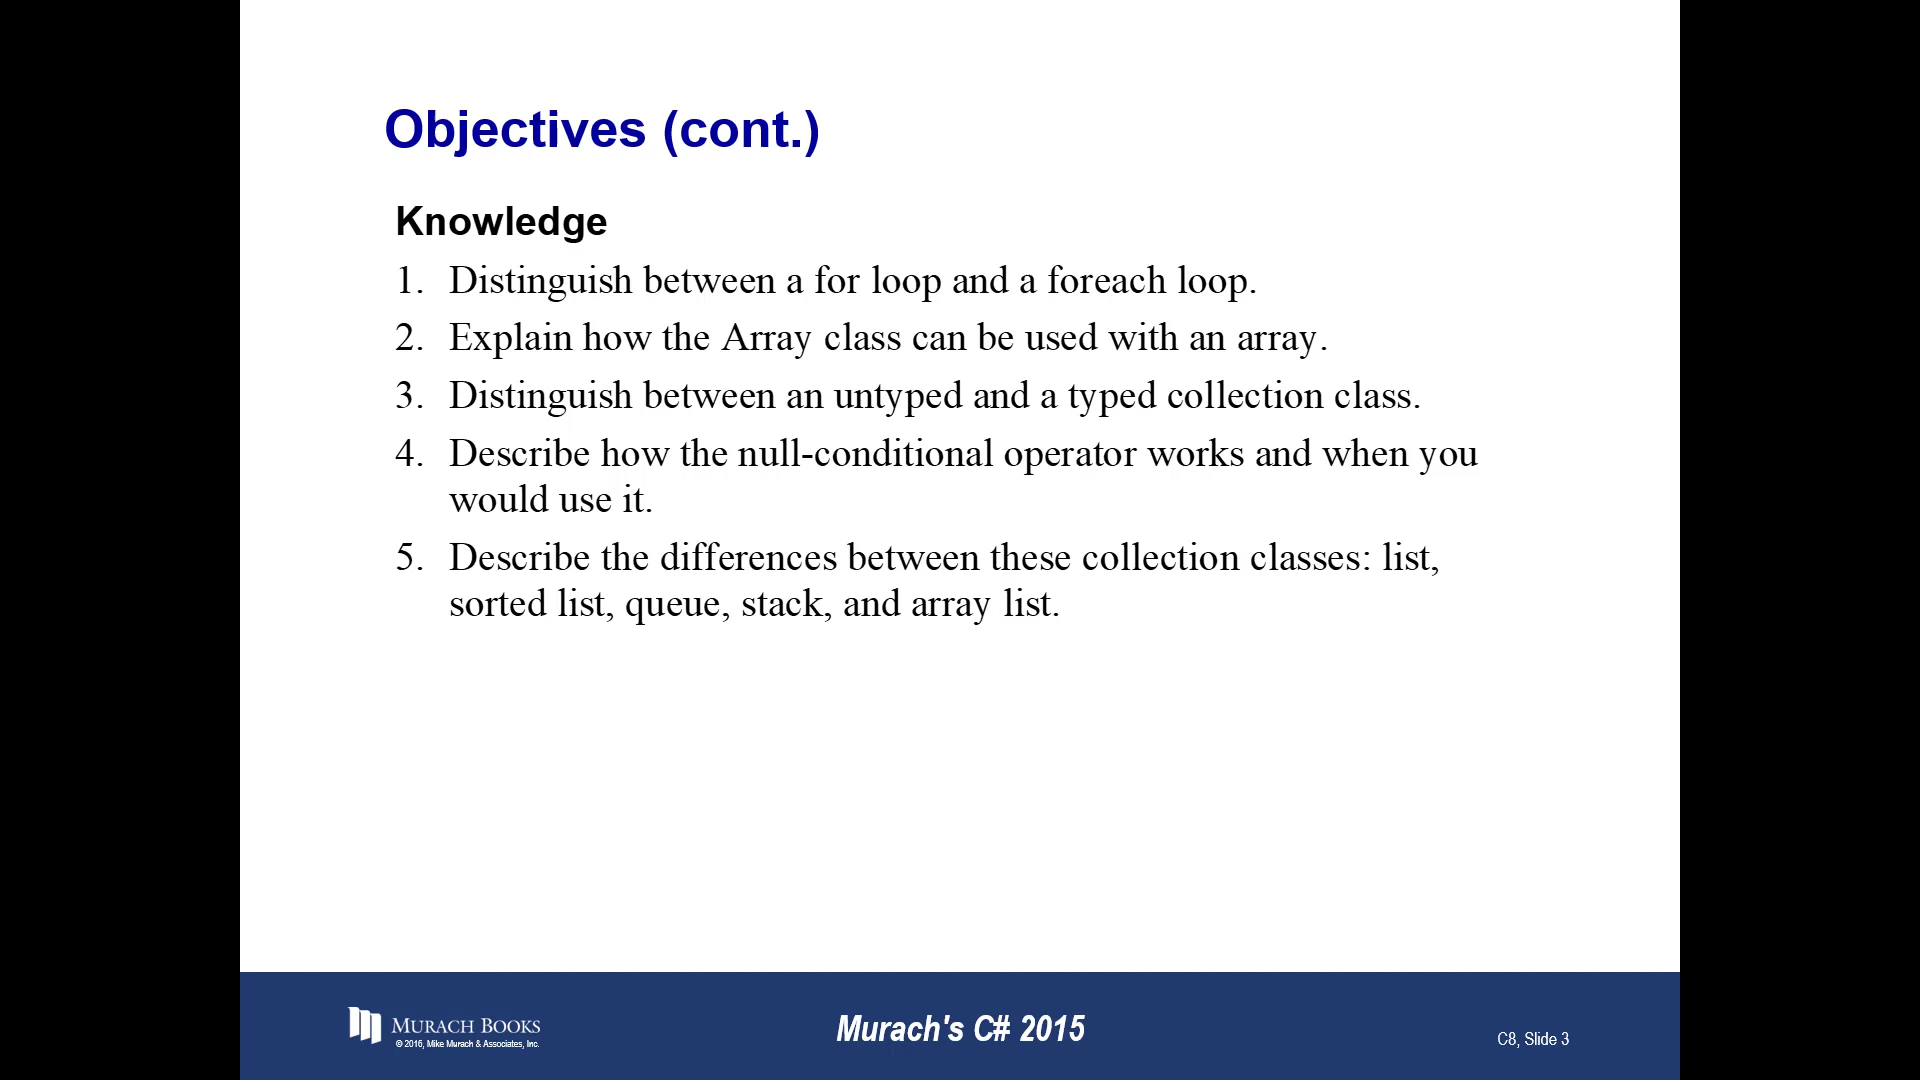 Objectives (cont.)
Knowledge
1. Distinguish between a for loop and a foreach loop.
2. Explain how the Array class can be used with an array.
3. Distinguish between an untyped and a typed collection class.
4. Describe how the null-conditional operator works and when you
would use it.
5. Describe the differences between these collection classes: list,
sorted list, queue, stack, and array list.
MURACH BOOKS
© 2016, Mike Murach & Associates, Inc.
Murach's C# 2015
C8, Slide 3